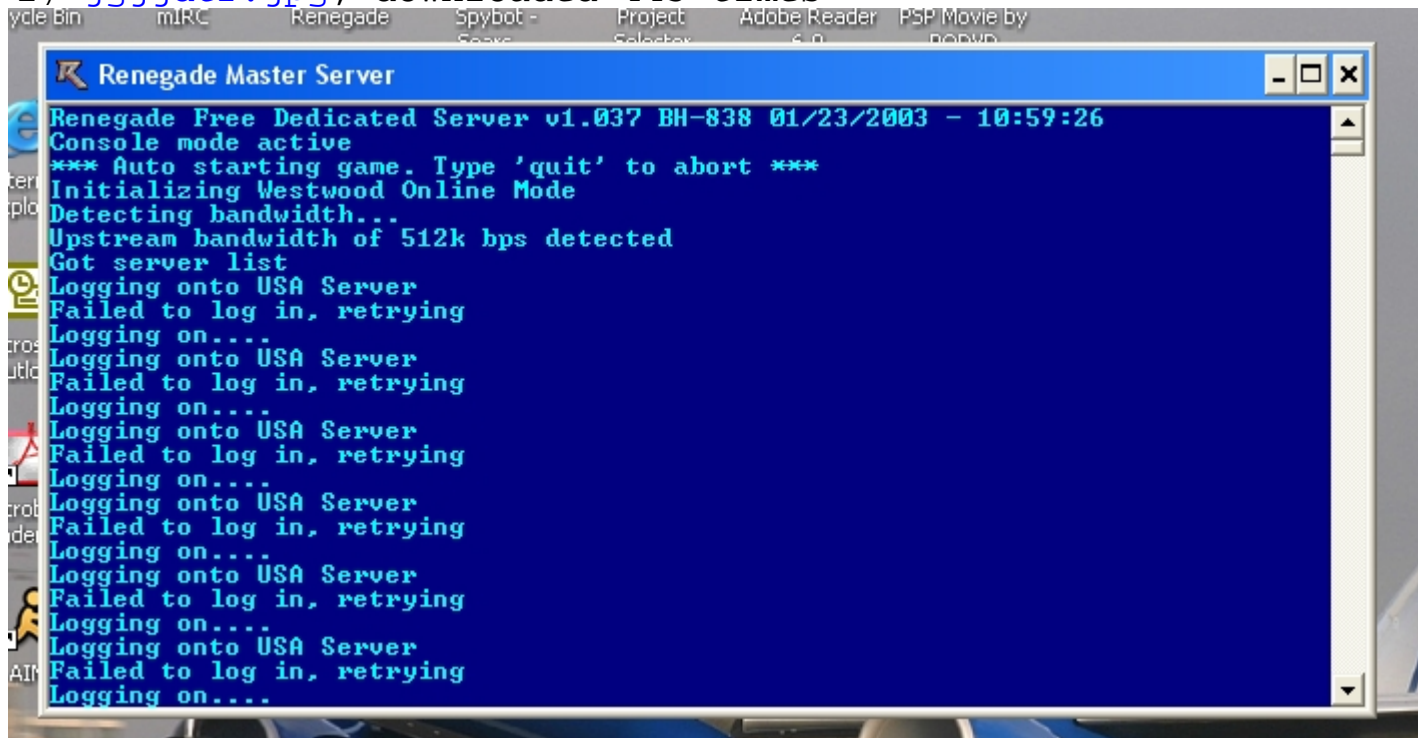 ycle Bin mIRC Renegade Spybot - Project Adobe Reader PSP Movie by
Renegade Master Server
Renegade Free Dedicated Server v1.037 BH-838 01/23/2003 - 10:59:26
Console mode active
*** Auto starting game. Type 'quit' to abort ***
Initializing Westwood Online Mode
Detecting bandwidth...
Upstream bandwidth of 512k bps detected
Got server list
Logging onto USA Server
Failed to log in, retrying
Logging on....
Logging onto USA Server
Failed to log in, retrying
Logging on....
Logging onto USA Server
Failed to log in, retrying
Logging on....
Logging onto USA Server
Failed to log in, retrying
Logging on....
Logging onto USA Server
Failed to log in, retrying
Logging on....
Logging onto USA Server
Failed to log in, retrying
Logging on....